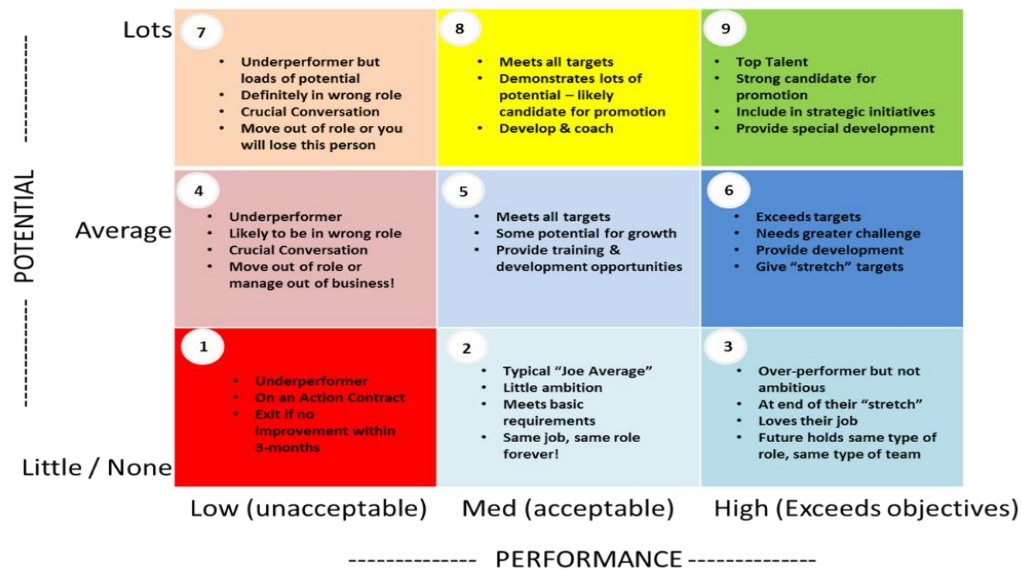 POTENTIAL
Lots
7
• Underperformer but
loads of potential
• Definitely in wrong role
• Crucial Conversation
• Move out of role or you
will lose this person
8
• Meets all targets
• Demonstrates lots of
potential – likely
candidate for promotion
• Develop & coach
9
• Top Talent
• Strong candidate for
promotion
• Include in strategic initiatives
• Provide special development
Average
4
• Underperformer
• Likely to be in wrong role
• Crucial Conversation
• Move out of role or
manage out of business!
5
• Meets all targets
• Some potential for growth
• Provide training &
development opportunities
6
• Exceeds targets
• Needs greater challenge
• Provide development
• Give “stretch” targets
Little / None
1
• Underperformer
• On an Action Contract
• Exit if no
improvement within
3-months
2
• Typical “Joe Average”
• Little ambition
• Meets basic
requirements
• Same job, same role
forever!
3
• Over-performer but not
ambitious
• At end of their “stretch”
• Loves their job
• Future holds same type of
role, same type of team
Low (unacceptable)
Med (acceptable)
High (Exceeds objectives)
PERFORMANCE